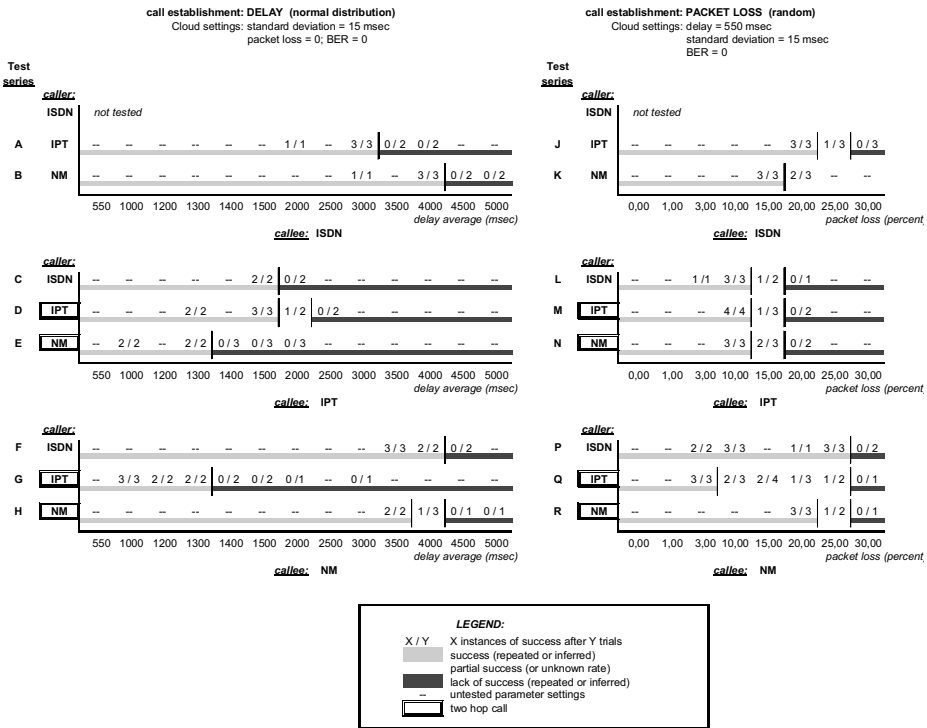 call establishment: DELAY (normal distribution)
Cloud settings: standard deviation = 15 msec
packet loss = 0; BER = 0
Test
series
caller:
ISDN not tested
A IPT -- -- -- -- -- -- 1 / 1 -- 3 / 3 0 / 2 0 / 2 -- --
B NM -- -- -- -- -- -- -- -- 1 / 1 -- 3 / 3 0 / 2 0 / 2
550 1000 1200 1300 1400 1500 2000 2500 3000 3500 4000 4500 5000
delay average (msec)
callee: ISDN
caller:
C ISDN -- -- -- -- -- 2 / 2 0 / 2 -- -- -- -- -- --
D IPT -- -- -- 2 / 2 -- 3 / 3 1 / 2 0 / 2 -- -- -- -- --
E NM -- 2 / 2 -- 2 / 2 0 / 3 0 / 3 0 / 3 -- -- -- -- -- --
550 1000 1200 1300 1400 1500 2000 2500 3000 3500 4000 4500 5000
delay average (msec)
callee: IPT
caller:
F ISDN -- -- -- -- -- -- -- -- -- 3 / 3 2 / 2 0 / 2 --
G IPT -- 3 / 3 2 / 2 2 / 2 0 / 2 0 / 2 0 / 1 -- 0 / 1 -- -- -- --
H NM -- -- -- -- -- -- -- -- -- 2 / 2 1 / 3 0 / 1 0 / 1
550 1000 1200 1300 1400 1500 2000 2500 3000 3500 4000 4500 5000
delay average (msec)
callee: NM
call establishment: PACKET LOSS (random)
Cloud settings: delay = 550 msec
standard deviation = 15 msec
BER = 0
Test
series
caller:
ISDN not tested
J IPT -- -- -- -- -- 3 / 3 1 / 3 0 / 3
K NM -- -- -- -- 3 / 3 2 / 3 -- --
0,00 1,00 3,00 10,00 15,00 20,00 25,00 30,00
packet loss (percent
callee: ISDN
caller:
L ISDN -- -- 1 / 1 3 / 3 1 / 2 0 / 1 -- --
M IPT -- -- -- 4 / 4 1 / 3 0 / 2 -- --
N NM -- -- -- 3 / 3 2 / 3 0 / 2 -- --
0,00 1,00 3,00 10,00 15,00 20,00 25,00 30,00
packet loss (percent
callee: IPT
caller:
P ISDN -- -- 2 / 2 3 / 3 -- 1 / 1 3 / 3 0 / 2
Q IPT -- -- 3 / 3 2 / 3 2 / 4 1 / 3 1 / 2 0 / 1
R NM -- -- -- -- -- 3 / 3 1 / 2 0 / 1
0,00 1,00 3,00 10,00 15,00 20,00 25,00 30,00
packet loss (percent
callee: NM
LEGEND:
X / Y X instances of success after Y trials
success (repeated or inferred)
partial success (or unknown rate)
lack of success (repeated or inferred)
-- untested parameter settings
two hop call